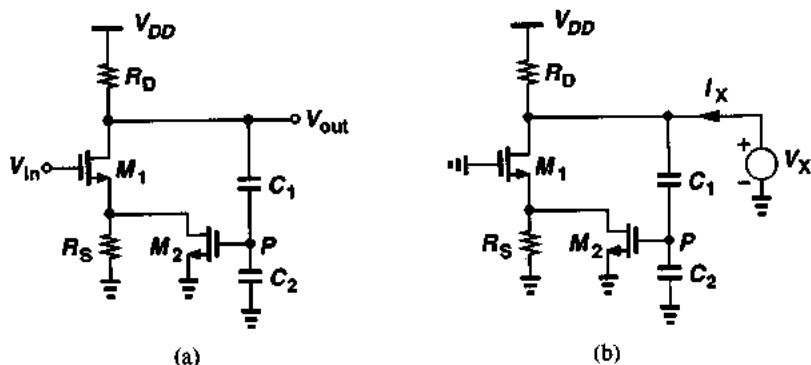 V_DD
R_D
V_out
V_in
M_1
C_1
R_S
M_2
P
C_2
(a)
V_DD
R_D
I_X
M_1
C_1
+
V_X
−
R_S
M_2
P
C_2
(b)